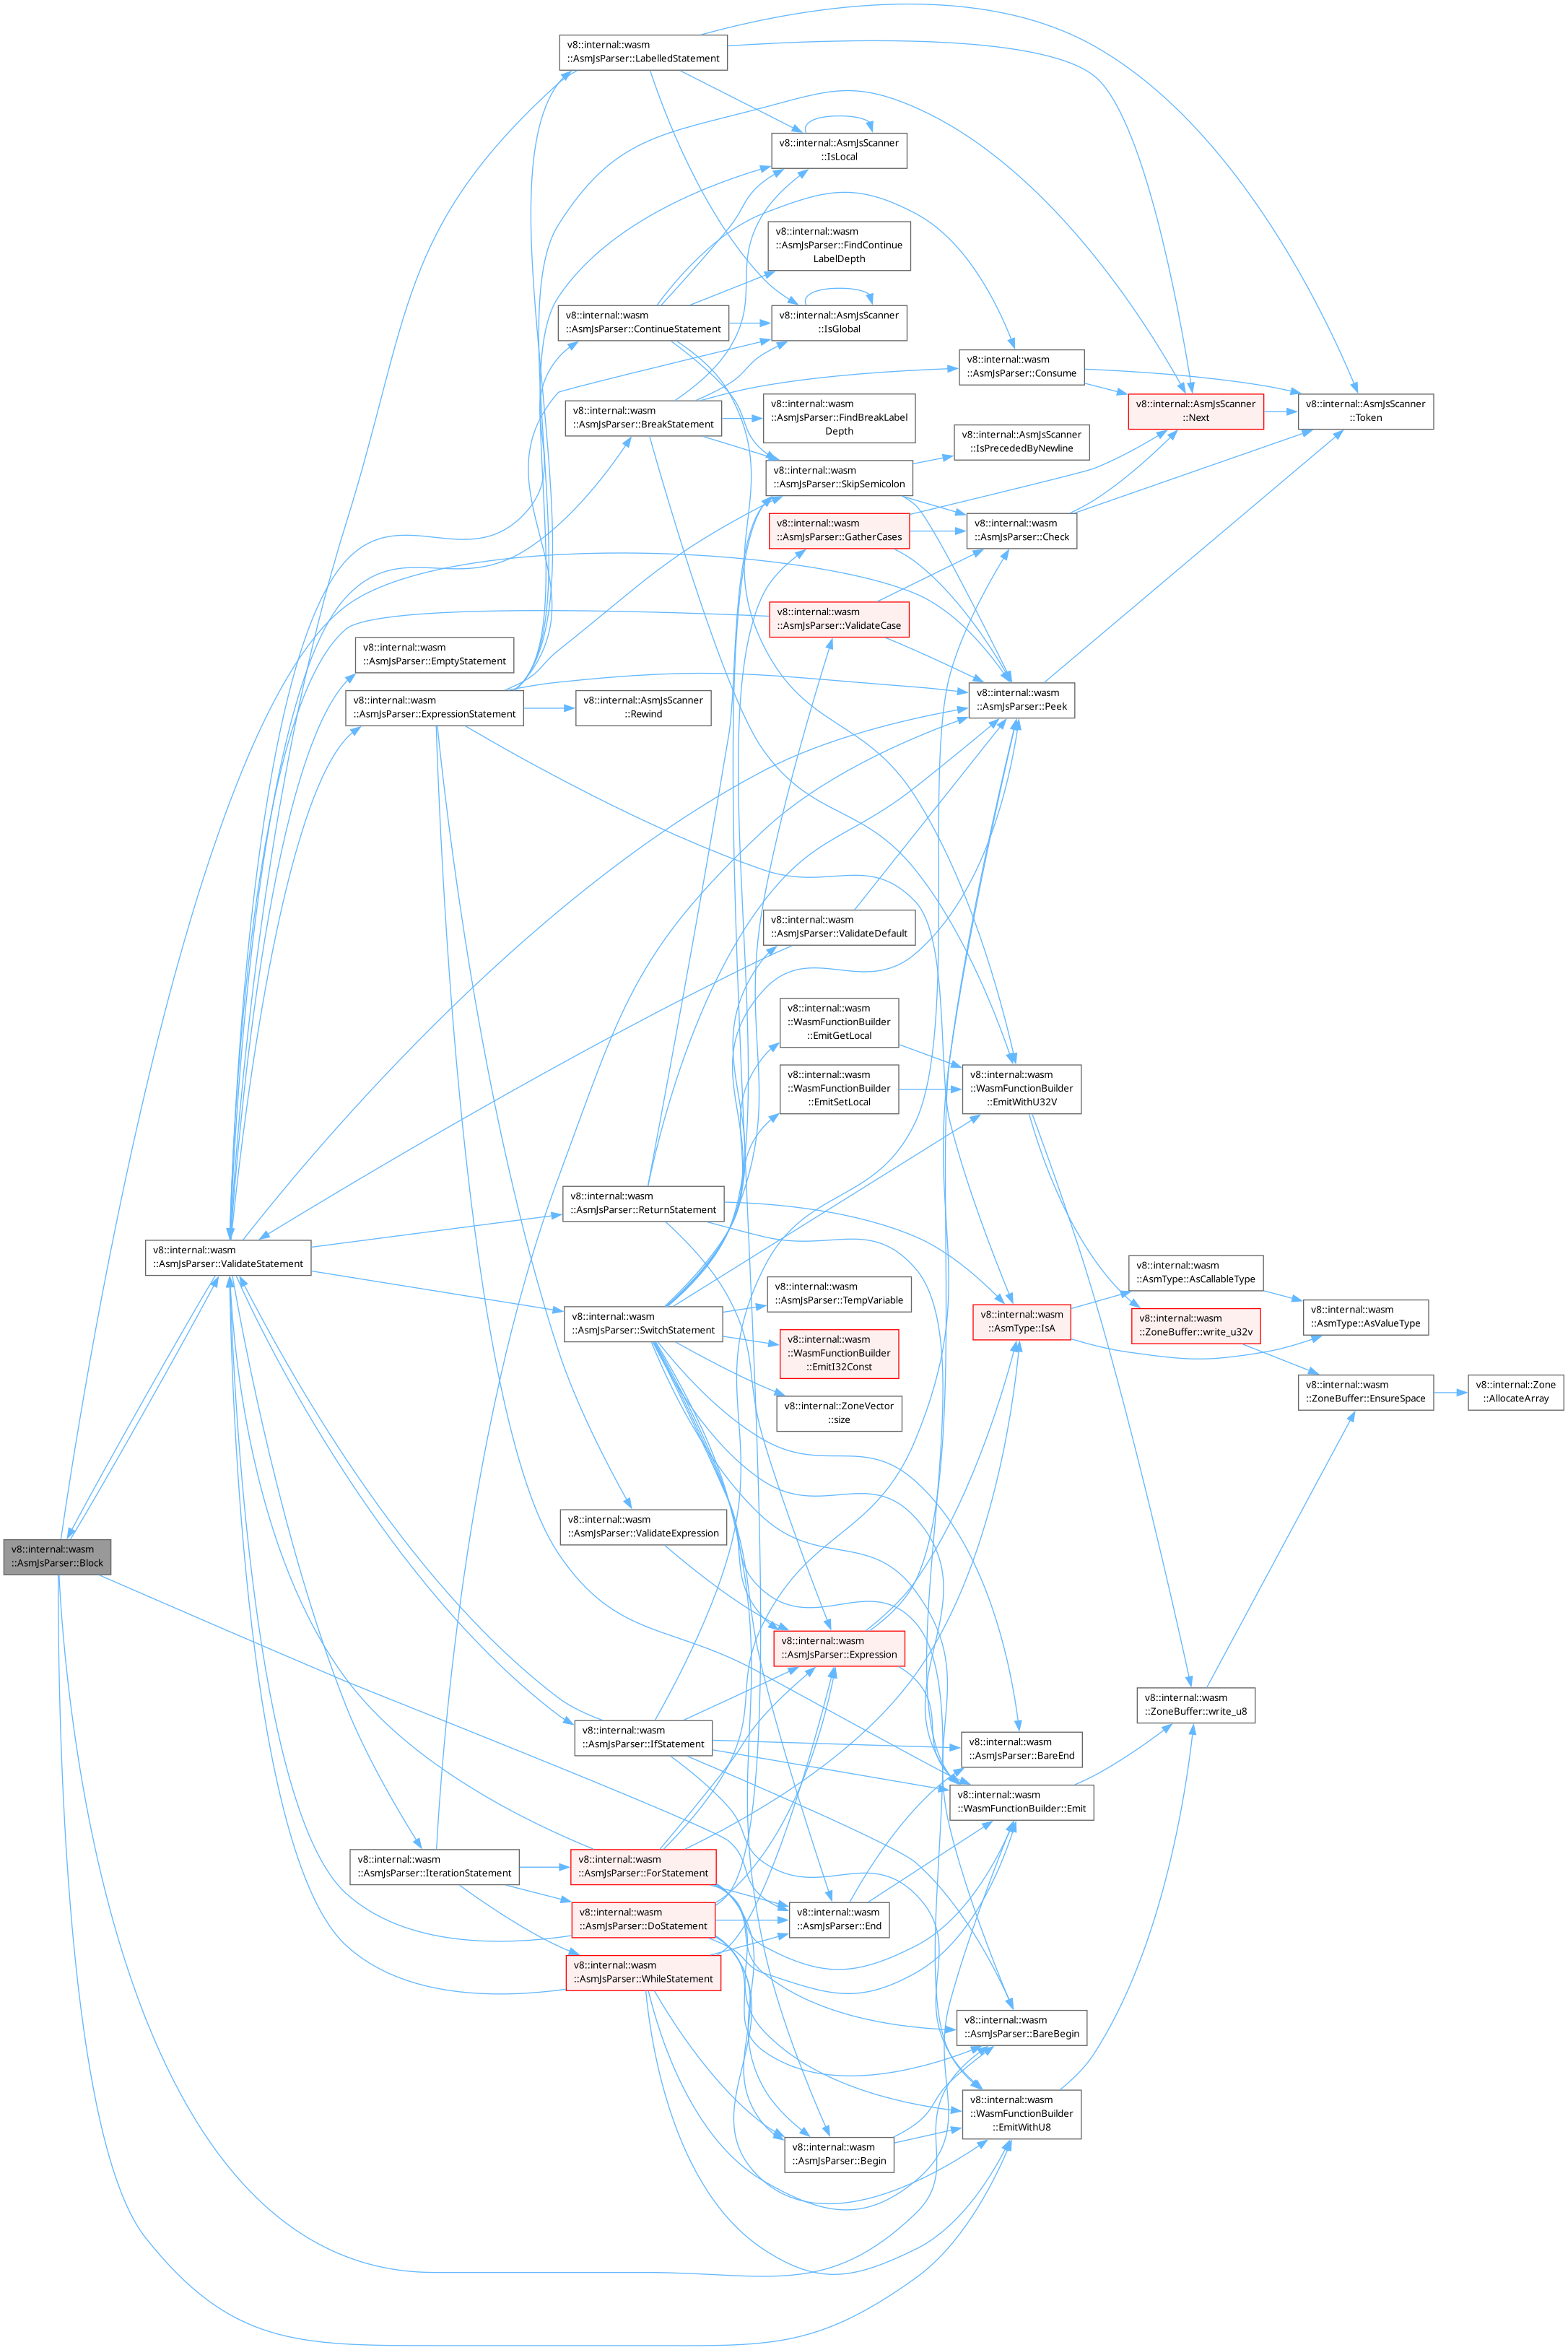 v8::internal::wasm
::AsmJsParser::LabelledStatement
v8::internal::AsmJsScanner
::IsLocal
v8::internal::wasm
::AsmJsParser::FindContinue
LabelDepth
v8::internal::wasm
::AsmJsParser::ContinueStatement
v8::internal::AsmJsScanner
::IsGlobal
v8::internal::wasm
::AsmJsParser::Consume
v8::internal::AsmJsScanner
::Next
v8::internal::AsmJsScanner
::Token
v8::internal::wasm
::AsmJsParser::BreakStatement
v8::internal::wasm
::AsmJsParser::FindBreakLabel
Depth
v8::internal::AsmJsScanner
::IsPrecededByNewline
v8::internal::wasm
::AsmJsParser::SkipSemicolon
v8::internal::wasm
::AsmJsParser::GatherCases
v8::internal::wasm
::AsmJsParser::Check
v8::internal::wasm
::AsmJsParser::ValidateCase
v8::internal::wasm
::AsmJsParser::EmptyStatement
v8::internal::wasm
::AsmJsParser::ExpressionStatement
v8::internal::AsmJsScanner
::Rewind
v8::internal::wasm
::AsmJsParser::Peek
v8::internal::wasm
::AsmJsParser::ValidateDefault
v8::internal::wasm
::WasmFunctionBuilder
::EmitGetLocal
v8::internal::wasm
::WasmFunctionBuilder
::EmitSetLocal
v8::internal::wasm
::WasmFunctionBuilder
::EmitWithU32V
v8::internal::wasm
::AsmJsParser::ReturnStatement
v8::internal::wasm
::AsmJsParser::ValidateStatement
v8::internal::wasm
::AsmJsParser::TempVariable
v8::internal::wasm
::AsmType::AsCallableType
v8::internal::wasm
::AsmJsParser::SwitchStatement
v8::internal::wasm
::AsmType::IsA
v8::internal::wasm
::ZoneBuffer::write_u32v
v8::internal::wasm
::AsmType::AsValueType
v8::internal::wasm
::WasmFunctionBuilder
::EmitI32Const
v8::internal::ZoneVector
::size
v8::internal::wasm
::ZoneBuffer::EnsureSpace
v8::internal::Zone
::AllocateArray
v8::internal::wasm
::AsmJsParser::ValidateExpression
v8::internal::wasm
::AsmJsParser::Block
v8::internal::wasm
::AsmJsParser::Expression
v8::internal::wasm
::ZoneBuffer::write_u8
v8::internal::wasm
::AsmJsParser::IfStatement
v8::internal::wasm
::AsmJsParser::BareEnd
v8::internal::wasm
::WasmFunctionBuilder::Emit
v8::internal::wasm
::AsmJsParser::IterationStatement
v8::internal::wasm
::AsmJsParser::ForStatement
v8::internal::wasm
::AsmJsParser::DoStatement
v8::internal::wasm
::AsmJsParser::End
v8::internal::wasm
::AsmJsParser::WhileStatement
v8::internal::wasm
::AsmJsParser::BareBegin
v8::internal::wasm
::WasmFunctionBuilder
::EmitWithU8
v8::internal::wasm
::AsmJsParser::Begin